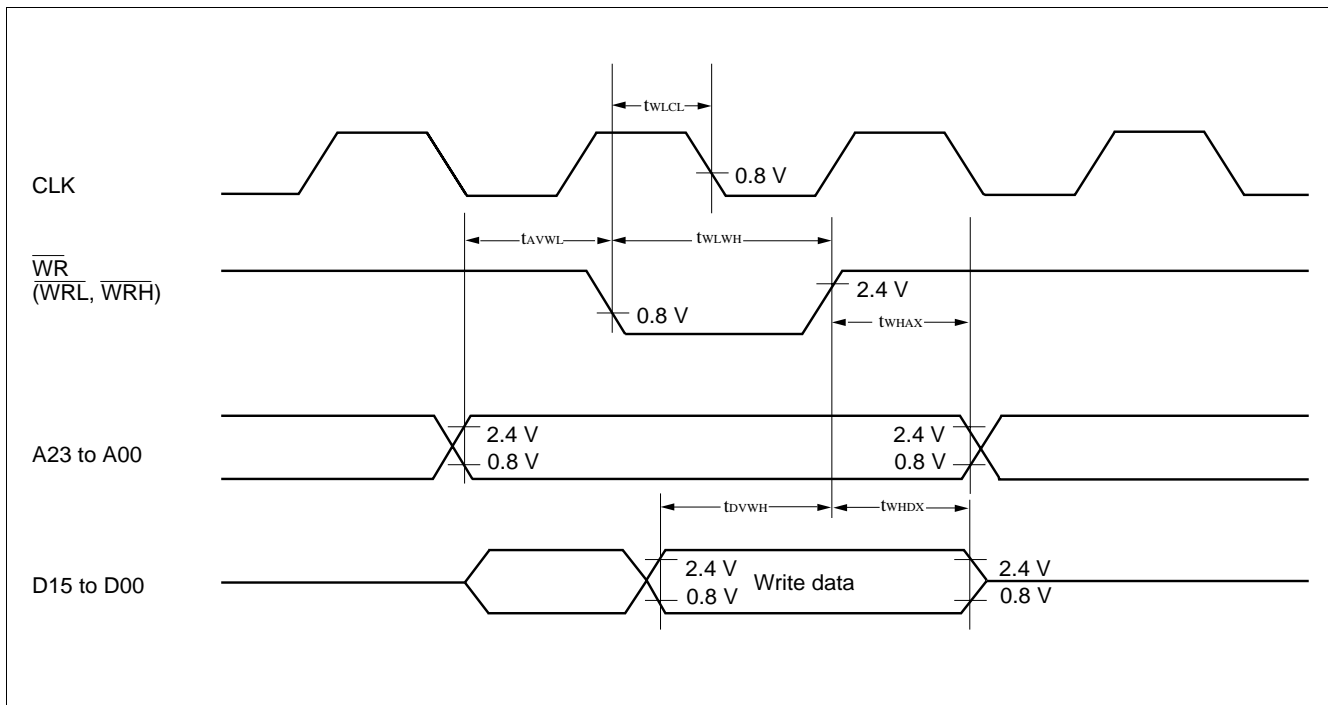 tWLCL
CLK
0.8 V
tAVWL
tWLWH
WR
(WRL, WRH)
2.4 V
0.8 V
tWHAX
2.4 V
2.4 V
A23 to A00
0.8 V
0.8 V
tDVWH
tWHDX
2.4 V
2.4 V
D15 to D00
Write data
0.8 V
0.8 V